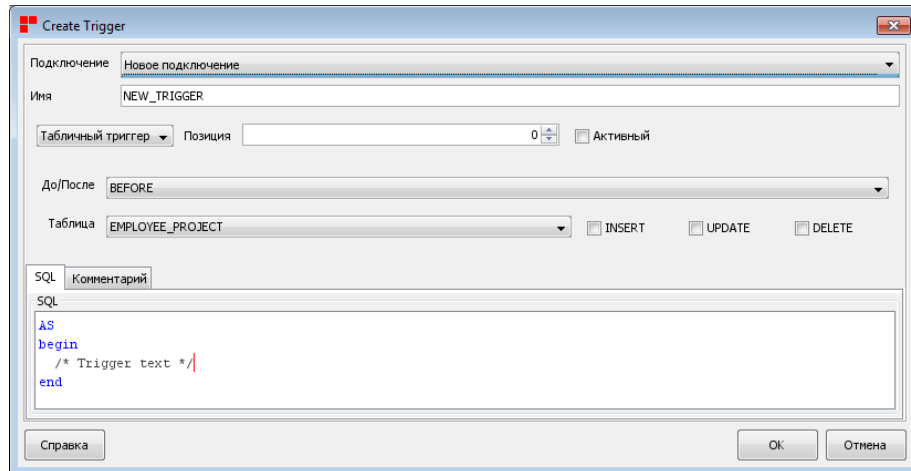 Create Trigger
Подключение Новое подключение
Имя NEW_TRIGGER
Табличный триггер Позиция 0 Активный
До/После BEFORE
Таблица EMPLOYEE_PROJECT INSERT UPDATE DELETE
SQL Комментарий
SQL
AS
begin
/* Trigger text */
end
Справка OK Отмена